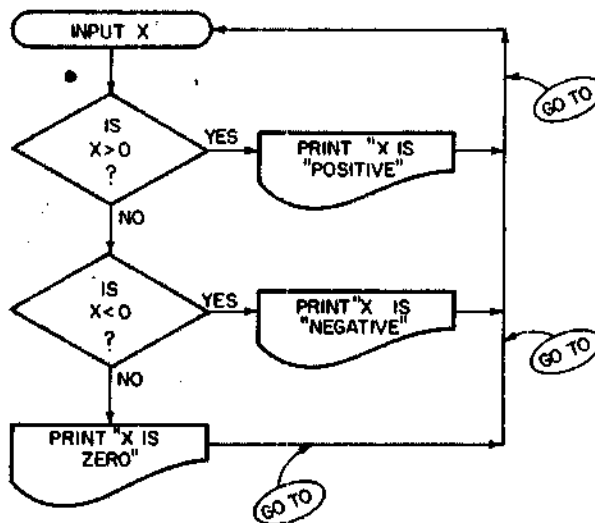 INPUT X
GO TO
IS
X>0
?
YES
PRINT "X IS
"POSITIVE"
NO
IS
X<0
?
YES
PRINT "X IS
"NEGATIVE"
GO TO
NO
PRINT "X IS
ZERO"
GO TO